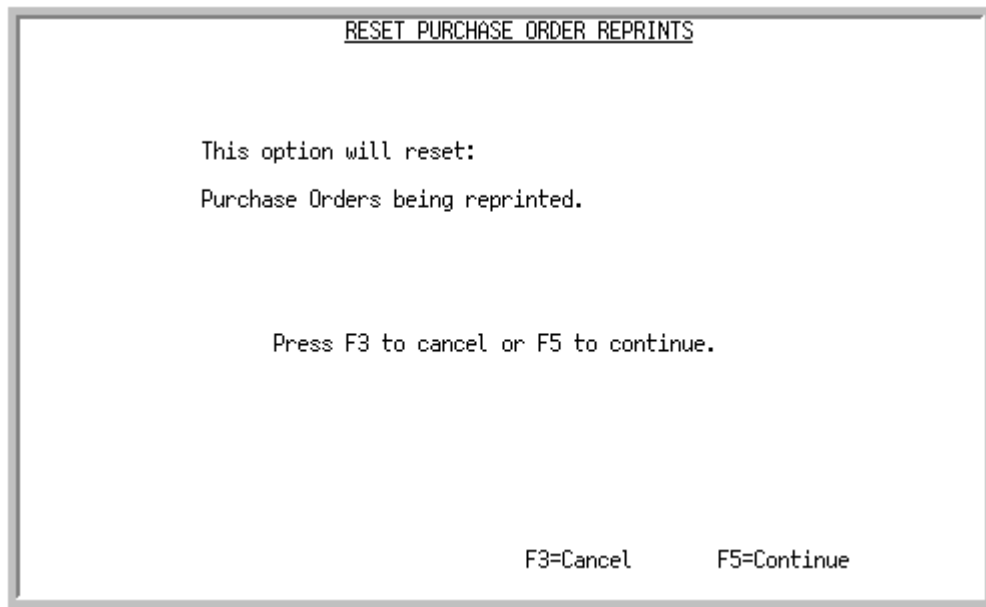 RESET PURCHASE ORDER REPRINTS
This option will reset:
Purchase Orders being reprinted.
Press F3 to cancel or F5 to continue.
F3=Cancel F5=Continue